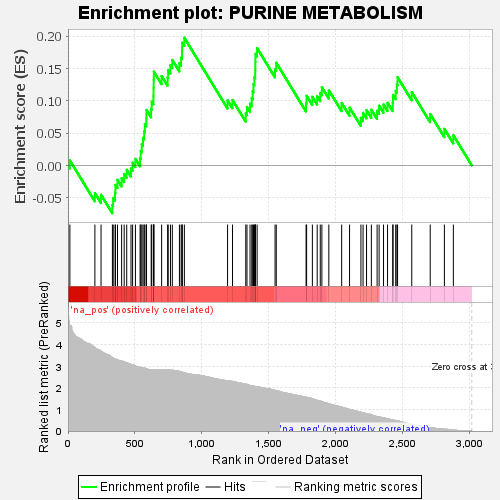 Enrichment plot: PURINE METABOLISM
Enrichment score (ES)
0.20
0.15
0.10
0.05
0.00
-0.05
'na_pos' (positively correlated)
Ranked list metric (PreRanked)
5
4
3
2
1
0
Zero cross at 3
'na_neg' (negatively correlated)
0
500
1,000
1,500
2,000
2,500
3,000
Rank in Ordered Dataset
Enrichment profile
Hits
Ranking metric scores